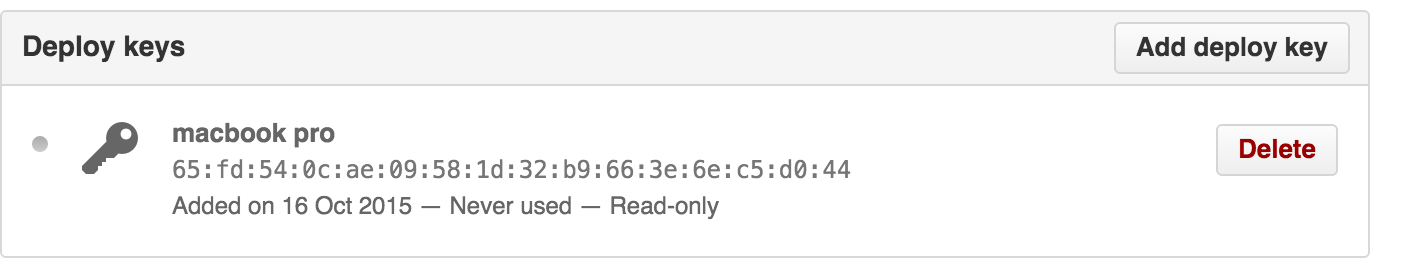 Deploy keys
Add deploy key
macbook pro
65:fd:54:0c:ae:09:58:1d:32:b9:66:3e:6e:c5:d0:44
Delete
Added on 16 Oct 2015 — Never used — Read-only